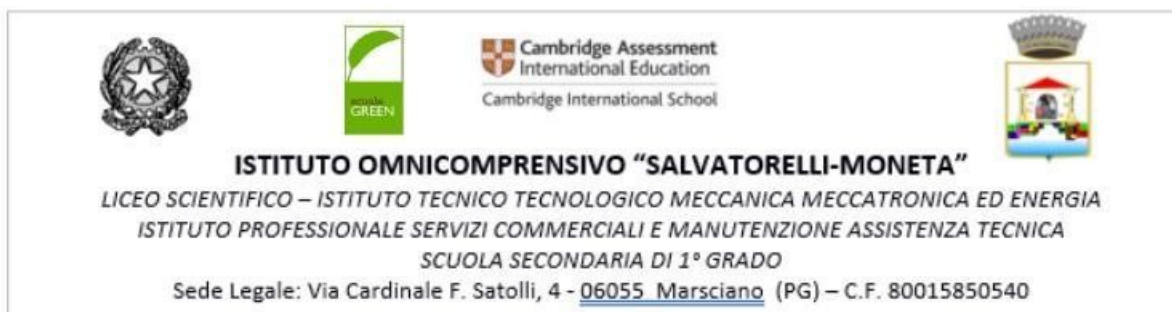 scuole
GREEN
Cambridge Assessment
International Education
Cambridge International School
ISTITUTO OMNICOMPRENSIVO “SALVATORELLI-MONETA”
LICEO SCIENTIFICO – ISTITUTO TECNICO TECNOLOGICO MECCANICA MECCATRONICA ED ENERGIA
ISTITUTO PROFESSIONALE SERVIZI COMMERCIALI E MANUTENZIONE ASSISTENZA TECNICA
SCUOLA SECONDARIA DI 1° GRADO
Sede Legale: Via Cardinale F. Satolli, 4 - 06055 Marsciano (PG) – C.F. 80015850540